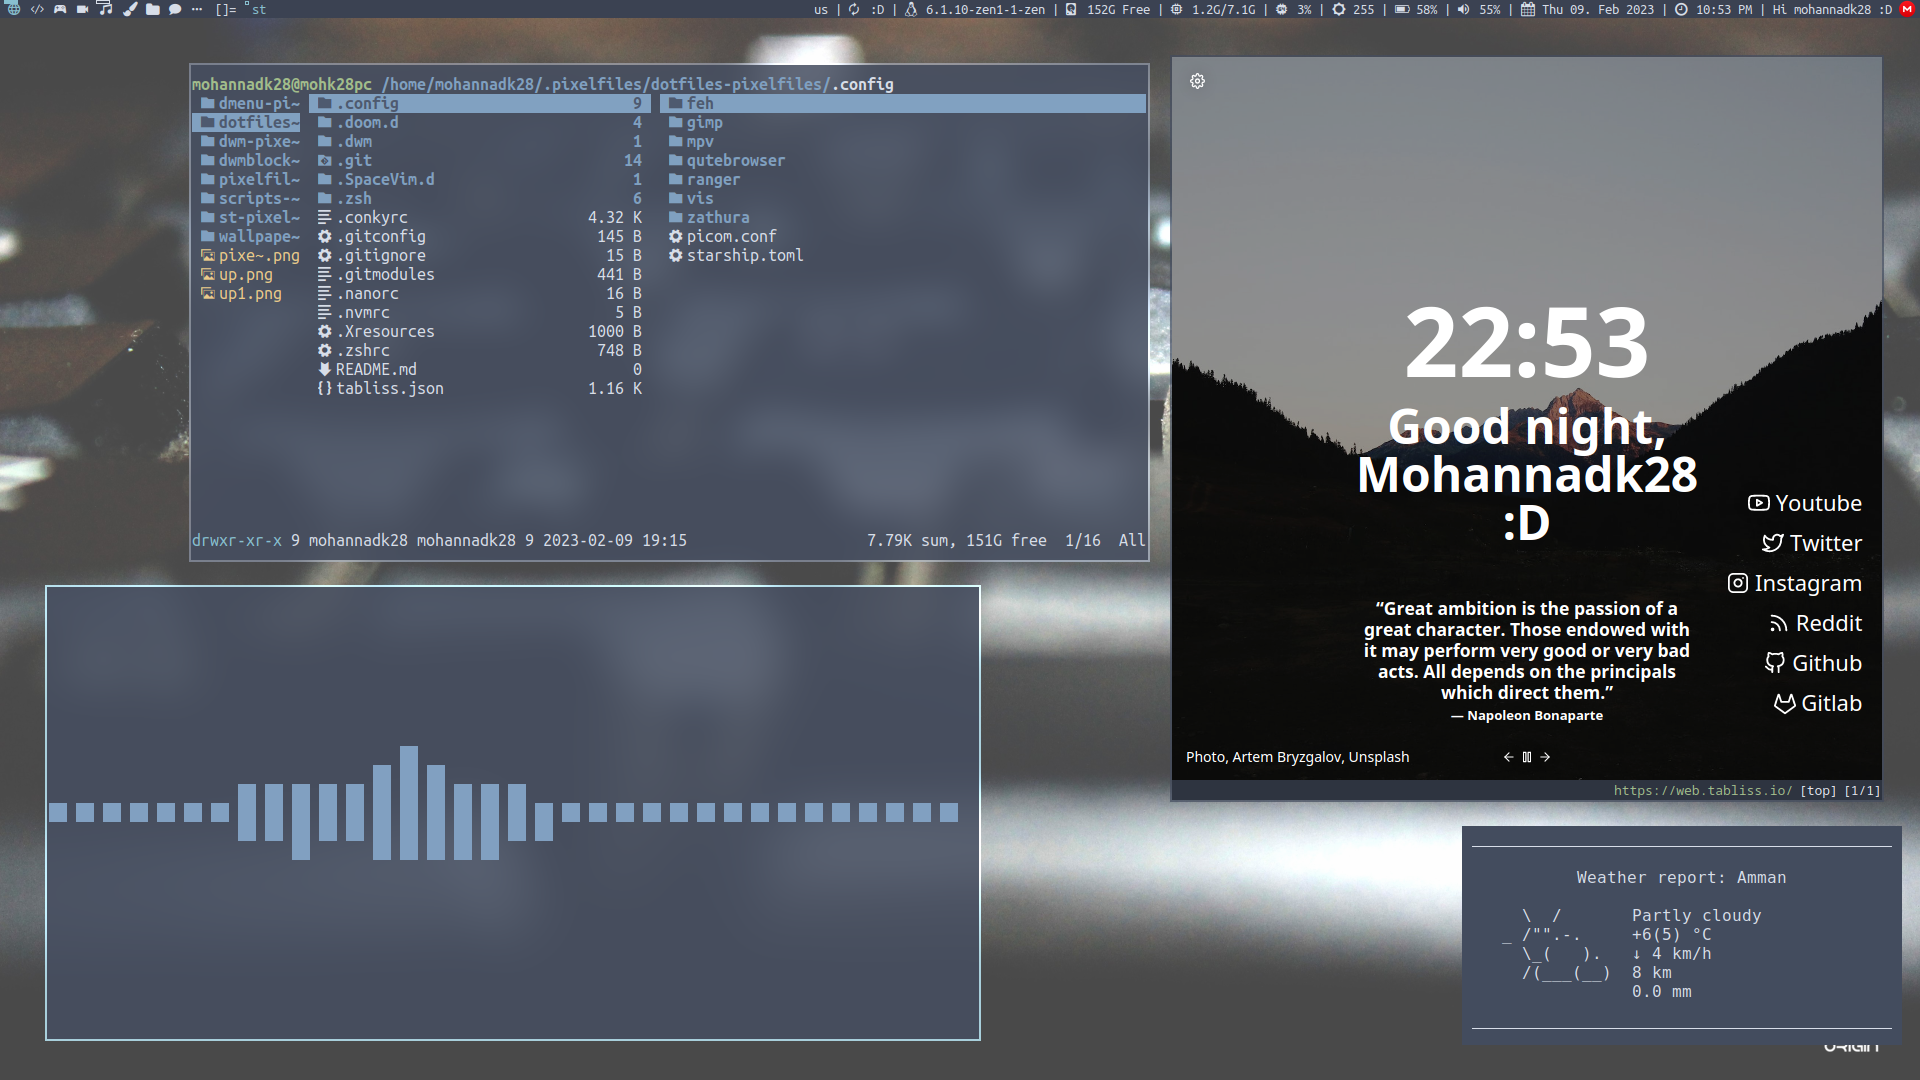 []= st
us | :D | 6.1.10-zen1-1-zen | 152G Free | 1.2G/7.1G | 3% | 255 | 58% | 55% | Thu 09. Feb 2023 | 10:53 PM | Hi mohannadk28 :D
mohannadk28@mohk28pc /home/mohannadk28/.pixelfiles/dotfiles-pixelfiles/.config
dmenu-pi~ .config 9 feh
dotfiles~ .doom.d 4 gimp
dwm-pixe~ .dwm 1 mpv
dwmblock~ .git 14 qutebrowser
pixelfil~ .SpaceVim.d 1 ranger
scripts-~ .zsh 6 vis
st-pixel~ .conkyrc 4.32 K zathura
wallpape~ .gitconfig 145 B picom.conf
pixe~.png .gitignore 15 B starship.toml
up.png .gitmodules 441 B
up1.png .nanorc 16 B
.nvmrc 5 B
.Xresources 1000 B
.zshrc 748 B
README.md 0
{} tabliss.json 1.16 K
drwxr-xr-x 9 mohannadk28 mohannadk28 9 2023-02-09 19:15 7.79K sum, 151G free 1/16 All
22:53
Good night,
Mohannadk28
:D
Youtube
Twitter
Instagram
Reddit
Github
Gitlab
“Great ambition is the passion of a
great character. Those endowed with
it may perform very good or very bad
acts. All depends on the principals
which direct them.”
— Napoleon Bonaparte
Photo, Artem Bryzgalov, Unsplash
https://web.tabliss.io/ [top] [1/1]
Weather report: Amman
\ / Partly cloudy
_ /"".-. +6(5) °C
\_( ). ↓ 4 km/h
/(___(__) 8 km
0.0 mm